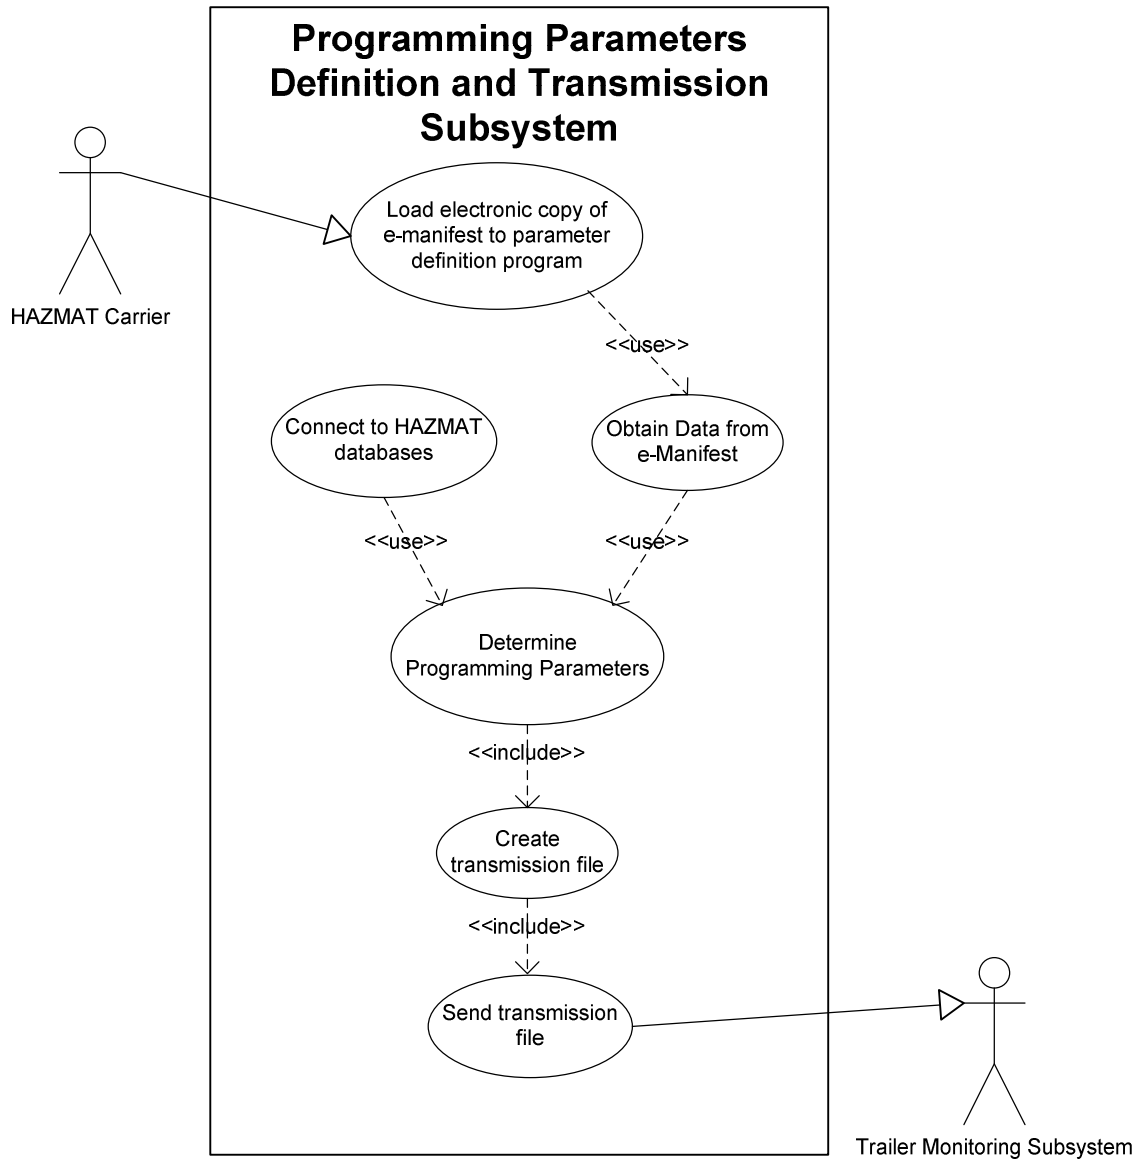 Programming Parameters
Definition and Transmission
Subsystem
HAZMAT Carrier
Load electronic copy of
e-manifest to parameter
definition program
<<use>>
Connect to HAZMAT
databases
Obtain Data from
e-Manifest
<<use>>
<<use>>
Determine
Programming Parameters
<<include>>
Create
transmission file
<<include>>
Send transmission
file
Trailer Monitoring Subsystem